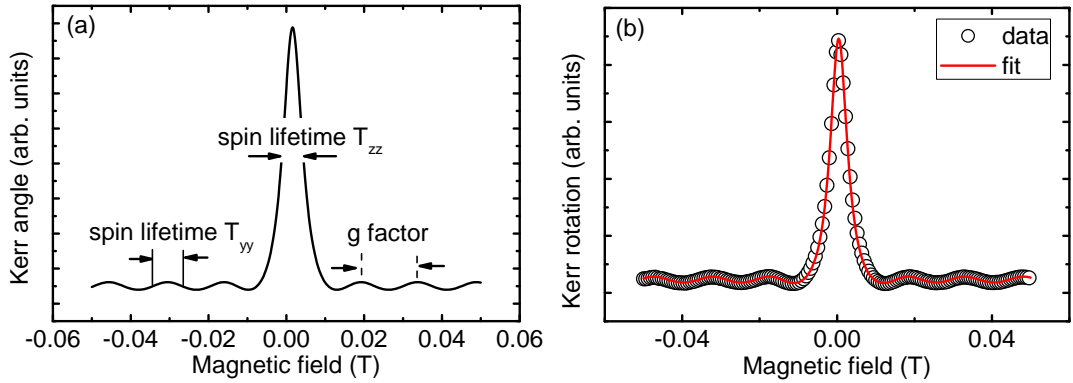 (a)
spin lifetime T_zz
spin lifetime T_yy
g factor
Kerr angle (arb. units)
-0.06 -0.04 -0.02 0.00 0.02 0.04 0.06
Magnetic field (T)
(b)
data
fit
Kerr rotation (arb. units)
-0.04 0.00 0.04
Magnetic field (T)